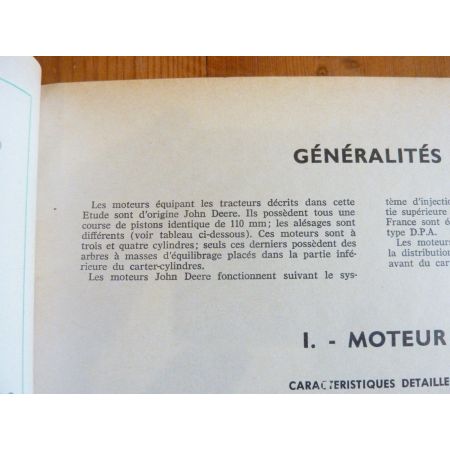 GÉNÉRALITÉS
Les moteurs équipant les tracteurs décrits dans cette
Etude sont d'origine John Deere. Ils possèdent tous une
course de pistons identique de 110 mm; les alésages sont
différents (voir tableau ci-dessous). Ces moteurs sont à
trois et quatre cylindres; seuls ces derniers possèdent des
arbres à masses d'équilibrage placés dans la partie inf-
érieure du carter-cylindres.
Les moteurs John Deere fonctionnent suivant le sys-
tème d'injectio
tie supérieure
France sont é
type D.P.A.
Les moteurs
la distribution
avant du car
I. - MOTEUR
CARACTERISTIQUES DETAILLE